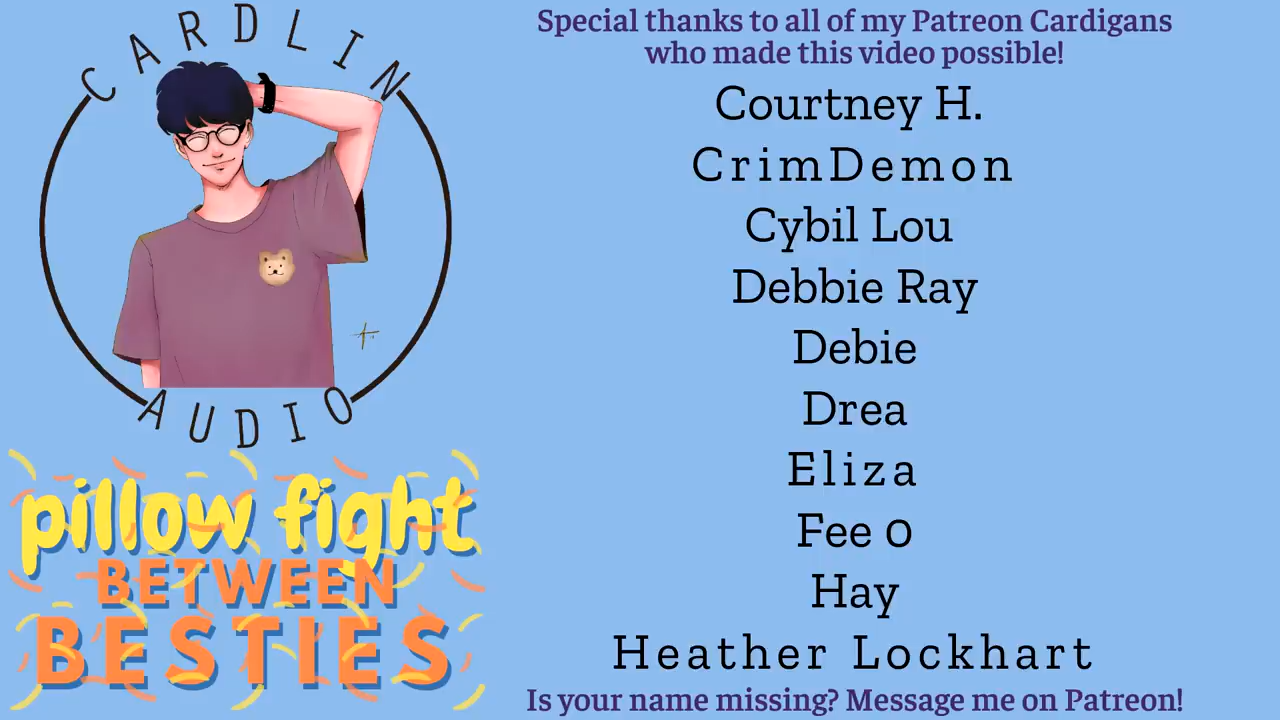 CARDLIN
AUDIO
pillow fight
BETWEEN
BESTIES
Special thanks to all of my Patreon Cardigans
who made this video possible!
Courtney H.
CrimDemon
Cybil Lou
Debbie Ray
Debie
Drea
Eliza
Fee 0
Hay
Heather Lockhart
Is your name missing? Message me on Patreon!